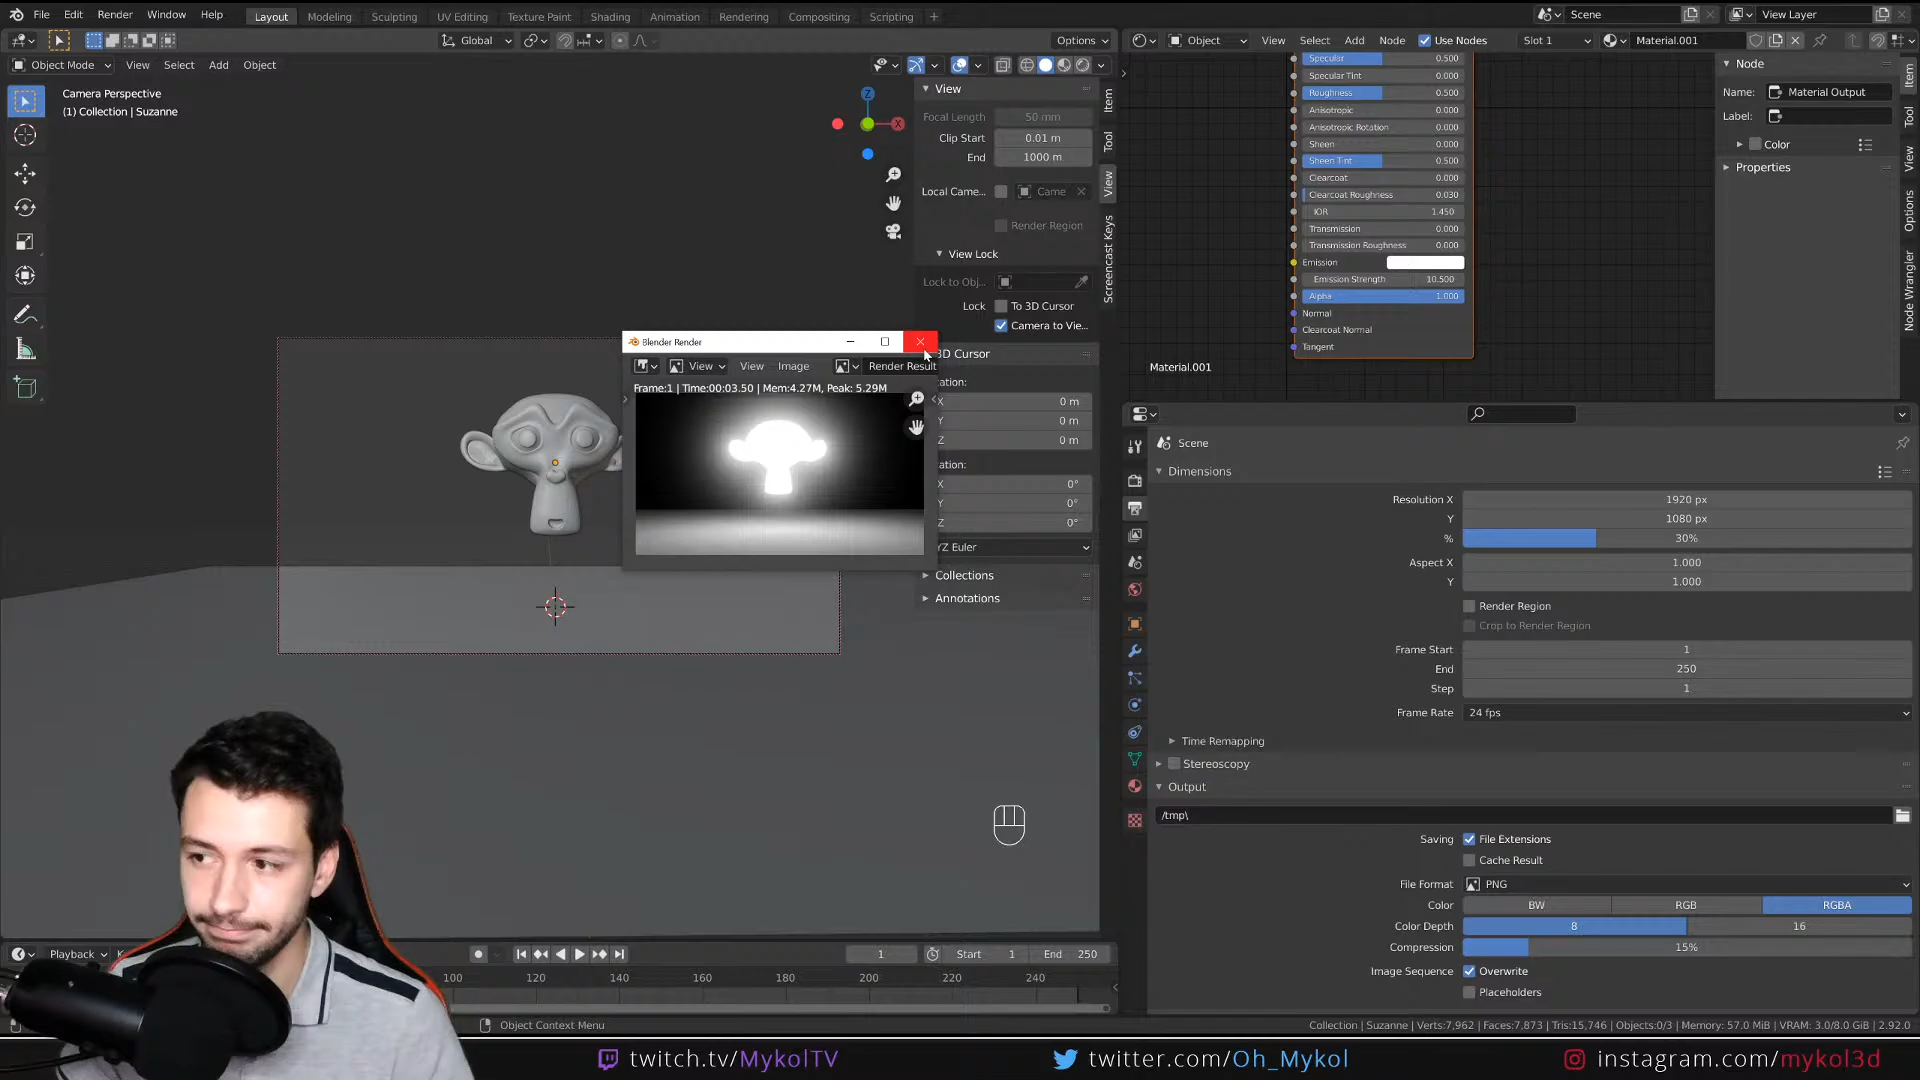 File Edit Render Window Help Layout Modeling Sculpting UV Editing Texture Paint Shading Animation Rendering Compositing Scripting + Scene View Layer
Global Options Object View Select Add Node Use Nodes Slot 1 Material.001
Object Mode View Select Add Object
Camera Perspective
(1) Collection | Suzanne
Z
X
View
Focal Length 50 mm
Clip Start 0.01 m
End 1000 m
Local Came... Came
Render Region
View Lock
Lock to Obj...
Lock To 3D Cursor
Camera to Vie...
3D Cursor
tation:
X 0 m
Y 0 m
Z 0 m
tation:
X 0°
Y 0°
Z 0°
YZ Euler
Collections
Annotations
Item
Tool
View
Screencast Keys
Blender Render
View View Image Render Result
Frame:1 | Time:00:03.50 | Mem:4.27M, Peak: 5.29M
Specular 0.500
Specular Tint 0.000
Roughness 0.500
Anisotropic 0.000
Anisotropic Rotation 0.000
Sheen 0.000
Sheen Tint 0.500
Clearcoat 0.000
Clearcoat Roughness 0.030
IOR 1.450
Transmission 0.000
Transmission Roughness 0.000
Emission
Emission Strength 10.500
Alpha 1.000
Normal
Clearcoat Normal
Tangent
Material.001
Node
Name: Material Output
Label:
Color
Properties
Item
Tool
View
Options
Node Wrangler
Scene
Dimensions
Resolution X 1920 px
Y 1080 px
% 30%
Aspect X 1.000
Y 1.000
Render Region
Crop to Render Region
Frame Start 1
End 250
Step 1
Frame Rate 24 fps
Time Remapping
Stereoscopy
Output
/tmp\
Saving File Extensions
Cache Result
File Format PNG
Color BW RGB RGBA
Color Depth 8 16
Compression 15%
Image Sequence Overwrite
Placeholders
Playback K 1 Start 1 End 250
100 120 140 160 180 200 220 240
Object Context Menu
Collection | Suzanne | Verts:7,962 | Faces:7,873 | Tris:15,746 | Objects:0/3 | Memory: 57.0 MiB | VRAM: 3.0/8.0 GiB | 2.92.0
twitch.tv/MykolTV twitter.com/Oh_Mykol instagram.com/mykol3d